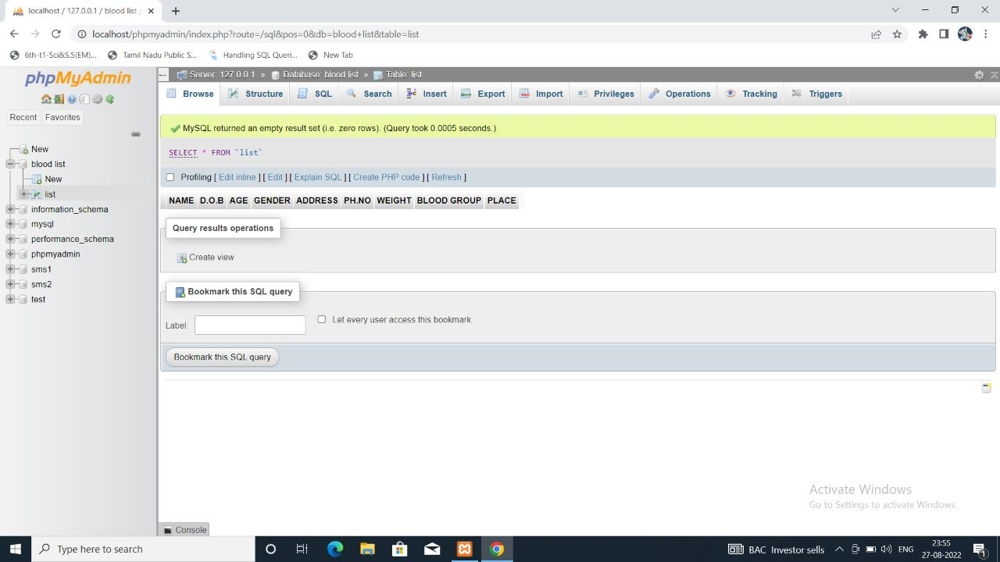 localhost / 127.0.0.1 / blood list /
localhost/phpmyadmin/index.php?route=/sql&pos=0&db=blood+list&table=list
6th-t1-Sci&S.S(EM)... Tamil Nadu Public S... Handling SQL Queri... New Tab
phpMyAdmin
Server: 127.0.0.1 » Database: blood list » Table: list
Browse Structure SQL Search Insert Export Import Privileges Operations Tracking Triggers
Recent Favorites
New
blood list
New
list
information_schema
mysql
performance_schema
phpmyadmin
sms1
sms2
test
MySQL returned an empty result set (i.e. zero rows). (Query took 0.0005 seconds.)
SELECT * FROM `list`
Profiling [ Edit inline ] [ Edit ] [ Explain SQL ] [ Create PHP code ] [ Refresh ]
NAME D.O.B AGE GENDER ADDRESS PH.NO WEIGHT BLOOD GROUP PLACE
Query results operations
Create view
Bookmark this SQL query
Label: Let every user access this bookmark
Bookmark this SQL query
Activate Windows
Go to Settings to activate Windows.
Console
Type here to search
BAC Investor sells
ENG
23:55
27-08-2022
1